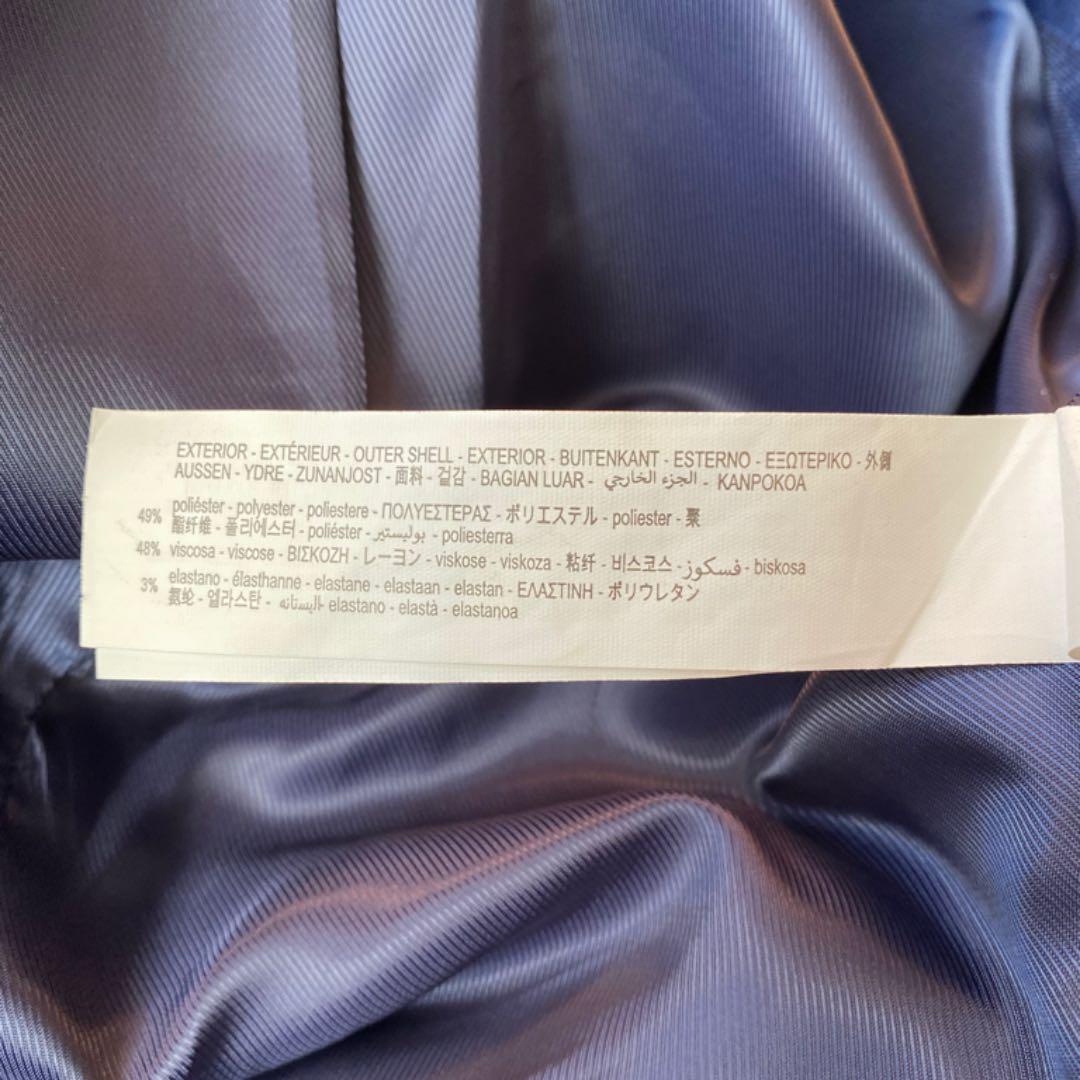 EXTERIOR - EXTÉRIEUR - OUTER SHELL - EXTERIOR - BUITENKANT - ESTERNO - ΕΞΩΤΕΡΙΚΟ - 外側
AUSSEN - YDRE - ZUNANJOST - 面料 - 겉감 - BAGIAN LUAR - الجزء الخارجي - KANPOKOA
49% poliéster - polyester - poliestere - ΠΟΛΥΕΣΤΕΡΑΣ - ポリエステル - poliester - 聚
酯纤维 - 폴리에스터 - poliéster - بوليستير - poliesterra
48% viscosa - viscose - ΒΙΣΚΟΖΗ - レーヨン - viskose - viskoza - 粘纤 - 비스코스 - فسكوز - biskosa
3% elastano - élasthanne - elastane - elastaan - elastan - ΕΛΑΣΤΙΝΗ - ポリウレタン
氨纶 - 엘라스탄 - اليستانه - elastano - elastà - elastanoa